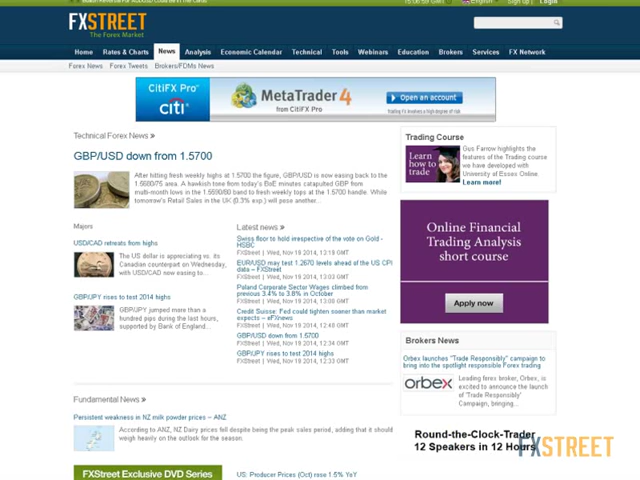 FXSTREET
The Forex Market
English
Sign up
Login
Home Rates & Charts News Analysis Economic Calendar Technical Tools Webinars Education Brokers Services FX Network
Forex News Forex Tweets Brokers/FDMs News
CitiFX Pro
citi
MetaTrader 4
from CitiFX Pro
Open an account
Trading FX involves a high degree of risk
Technical Forex News »
GBP/USD down from 1.5700
After hitting fresh weekly highs at 1.5700 the figure, GBP/USD is now easing back to the
1.5680/75 area. A hawkish tone from today's BoE minutes catapulted GBP from
multi-month lows in the 1.5590/80 band to fresh weekly tops at the 1.5700 handle. While
tomorrow's Retail Sales in the UK (0.3% exp.) will pose another...
Majors
USD/CAD retreats from highs
The US dollar is appreciating vs. its
Canadian counterpart on Wednesday,
with USD/CAD now easing to...
GBP/JPY rises to test 2014 highs
GBP/JPY jumped more than a
hundred pips during the last hours,
supported by Bank of England...
Latest news »
Swiss floor to hold irrespective of the vote on Gold -
HSBC
FXStreet | Wed, Nov 19 2014, 13:19 GMT
EUR/USD may test 1.2670 levels ahead of the US CPI
data – FXStreet
FXStreet | Wed, Nov 19 2014, 13:03 GMT
Poland Corporate Sector Wages climbed from
previous 3.4% to 3.8% in October
FXStreet | Wed, Nov 19 2014, 13:00 GMT
Credit Suisse: Fed could tighten sooner than market
expects – eFXnews
FXStreet | Wed, Nov 19 2014, 12:48 GMT
GBP/USD down from 1.5700
FXStreet | Wed, Nov 19 2014, 12:34 GMT
GBP/JPY rises to test 2014 highs
FXStreet | Wed, Nov 19 2014, 12:33 GMT
Fundamental News »
Persistent weakness in NZ milk powder prices – ANZ
According to ANZ, NZ Dairy prices fell despite being the peak sales period, adding that it should
weigh heavily on the outlook for the season.
FXStreet Exclusive DVD Series
US: Producer Prices (Oct) rose 1.5% YoY
Trading Course
Learn
how to
trade
Gus Farrow highlights the
features of the Trading course
we have developed with
University of Essex Online.
Learn more!
Online Financial
Trading Analysis
short course
Apply now
Brokers News
Orbex launches "Trade Responsibly" campaign to
bring into the spotlight responsible Forex trading
orbex
Leading forex broker, Orbex, is
excited to announce the launch
of "Trade Responsibly"
Campaign, bringing...
Round-the-Clock-Trader
12 Speakers in 12 Hours
FXSTREET